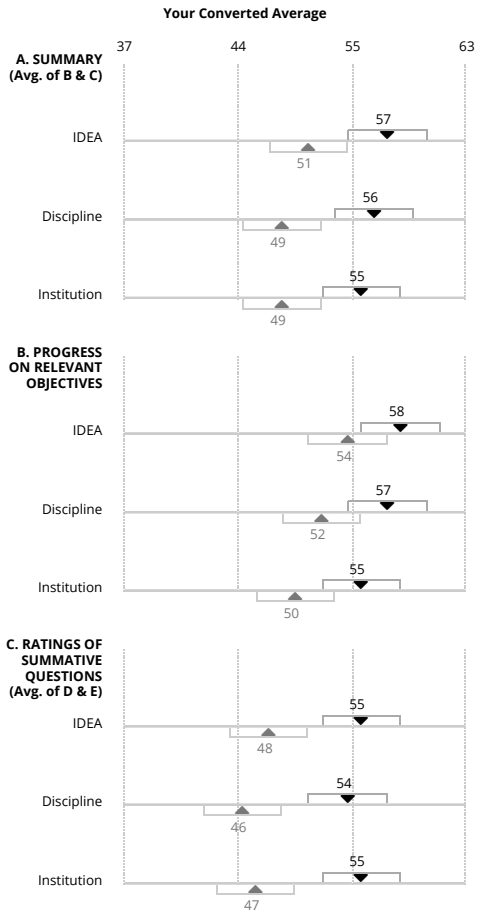 Your Converted Average
37 44 55 63
A. SUMMARY
(Avg. of B & C)
57
IDEA
51
56
Discipline
49
55
Institution
49
B. PROGRESS
ON RELEVANT
OBJECTIVES
58
IDEA
54
57
Discipline
52
55
Institution
50
C. RATINGS OF
SUMMATIVE
QUESTIONS
(Avg. of D & E)
55
IDEA
48
54
Discipline
46
55
Institution
47